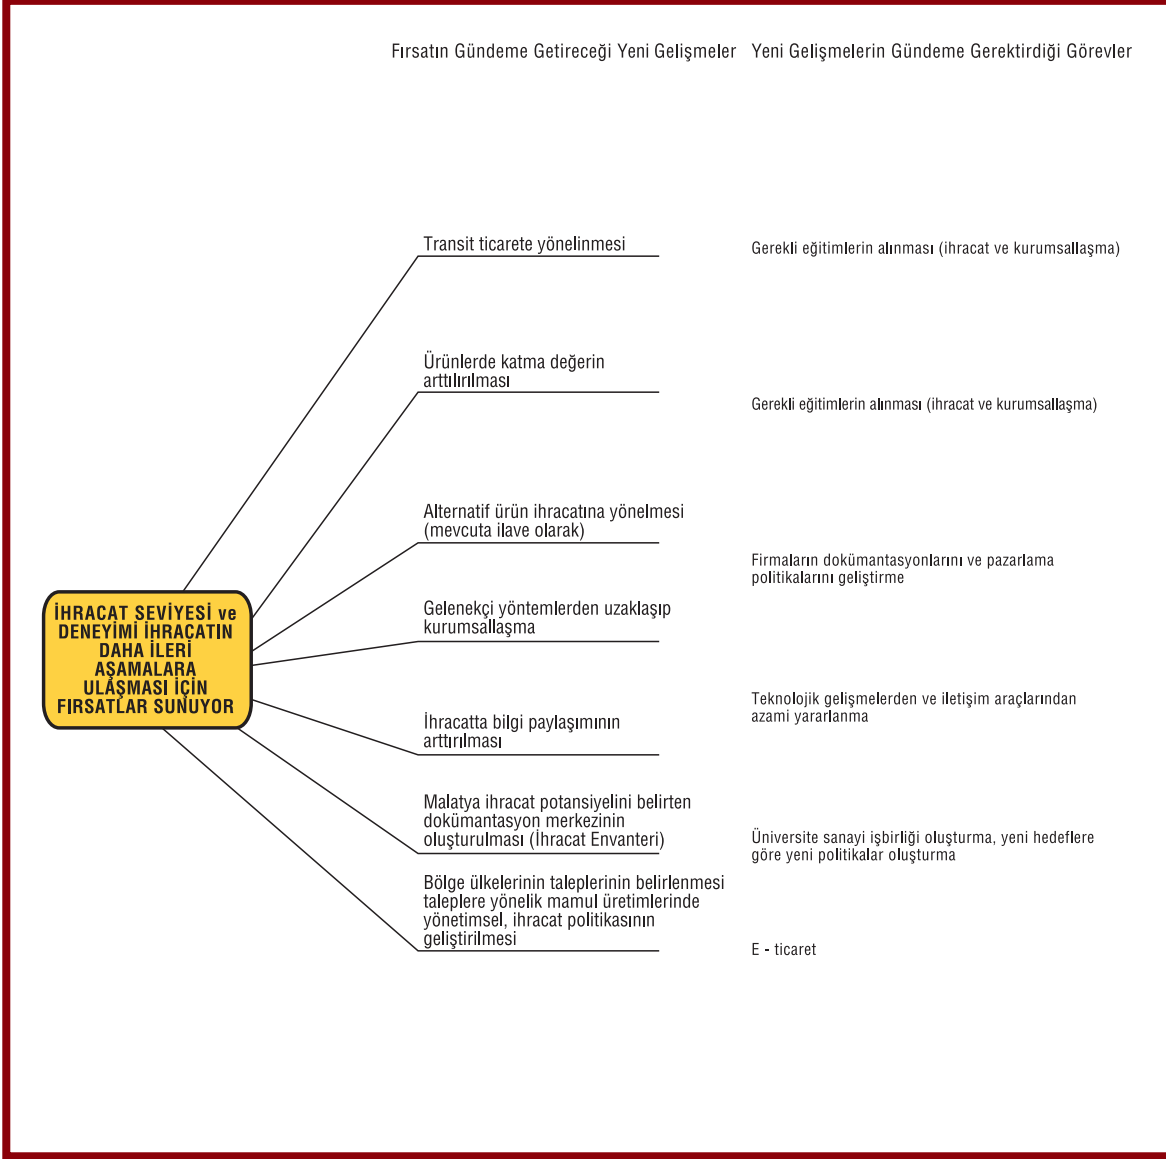 Fırsatın Gündeme Getireceği Yeni Gelişmeler
Yeni Gelişmelerin Gündeme Gerektirdiği Görevler
İHRACAT SEVİYESİ ve
DENEYİMİ İHRACATIN
DAHA İLERİ
AŞAMALARA
ULAŞMASI İÇİN
FIRSATLAR SUNUYOR
Transit ticarete yönelinmesi
Gerekli eğitimlerin alınması (ihracat ve kurumsallaşma)
Ürünlerde katma değerin
arttılırılması
Gerekli eğitimlerin alınması (ihracat ve kurumsallaşma)
Alternatif ürün ihracatına yönelmesi
(mevcuta ilave olarak)
Firmaların dokümantasyonlarını ve pazarlama
politikalarını geliştirme
Gelenekçi yöntemlerden uzaklaşıp
kurumsallaşma
Teknolojik gelişmelerden ve iletişim araçlarından
azami yararlanma
İhracatta bilgi paylaşımının
arttırılması
Malatya ihracat potansiyelini belirten
dokümantasyon merkezinin
oluşturulması (İhracat Envanteri)
Üniversite sanayi işbirliği oluşturma, yeni hedeflere
göre yeni politikalar oluşturma
Bölge ülkelerinin taleplerinin belirlenmesi
taleplere yönelik mamul üretimlerinde
yönetimsel, ihracat politikasının
geliştirilmesi
E - ticaret